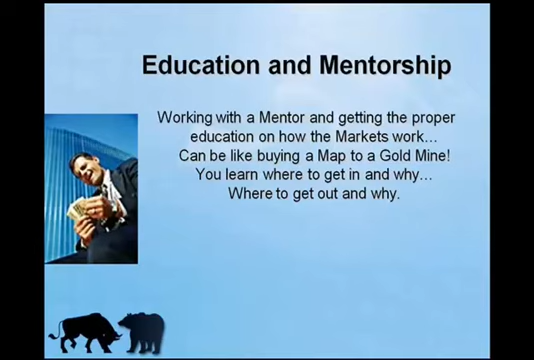 Education and Mentorship
Working with a Mentor and getting the proper
education on how the Markets work...
Can be like buying a Map to a Gold Mine!
You learn where to get in and why...
Where to get out and why.